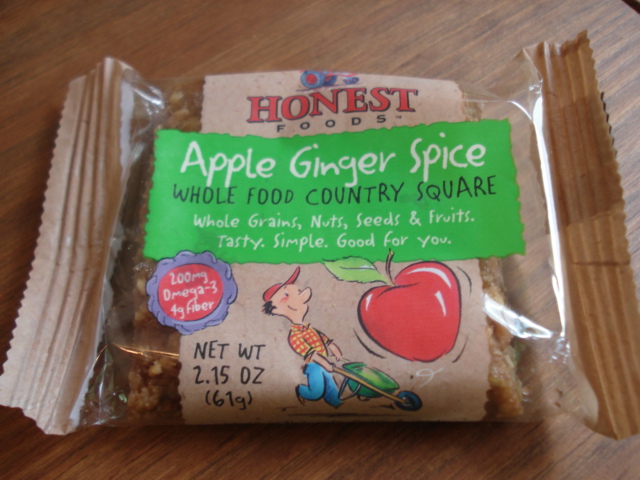 HONEST
FOODS™
Apple Ginger Spice
WHOLE FOOD COUNTRY SQUARE
Whole Grains, Nuts, Seeds & Fruits.
Tasty. Simple. Good for you.
200mg
Omega-3
4g fiber
NET WT
2.15 OZ
(61g)